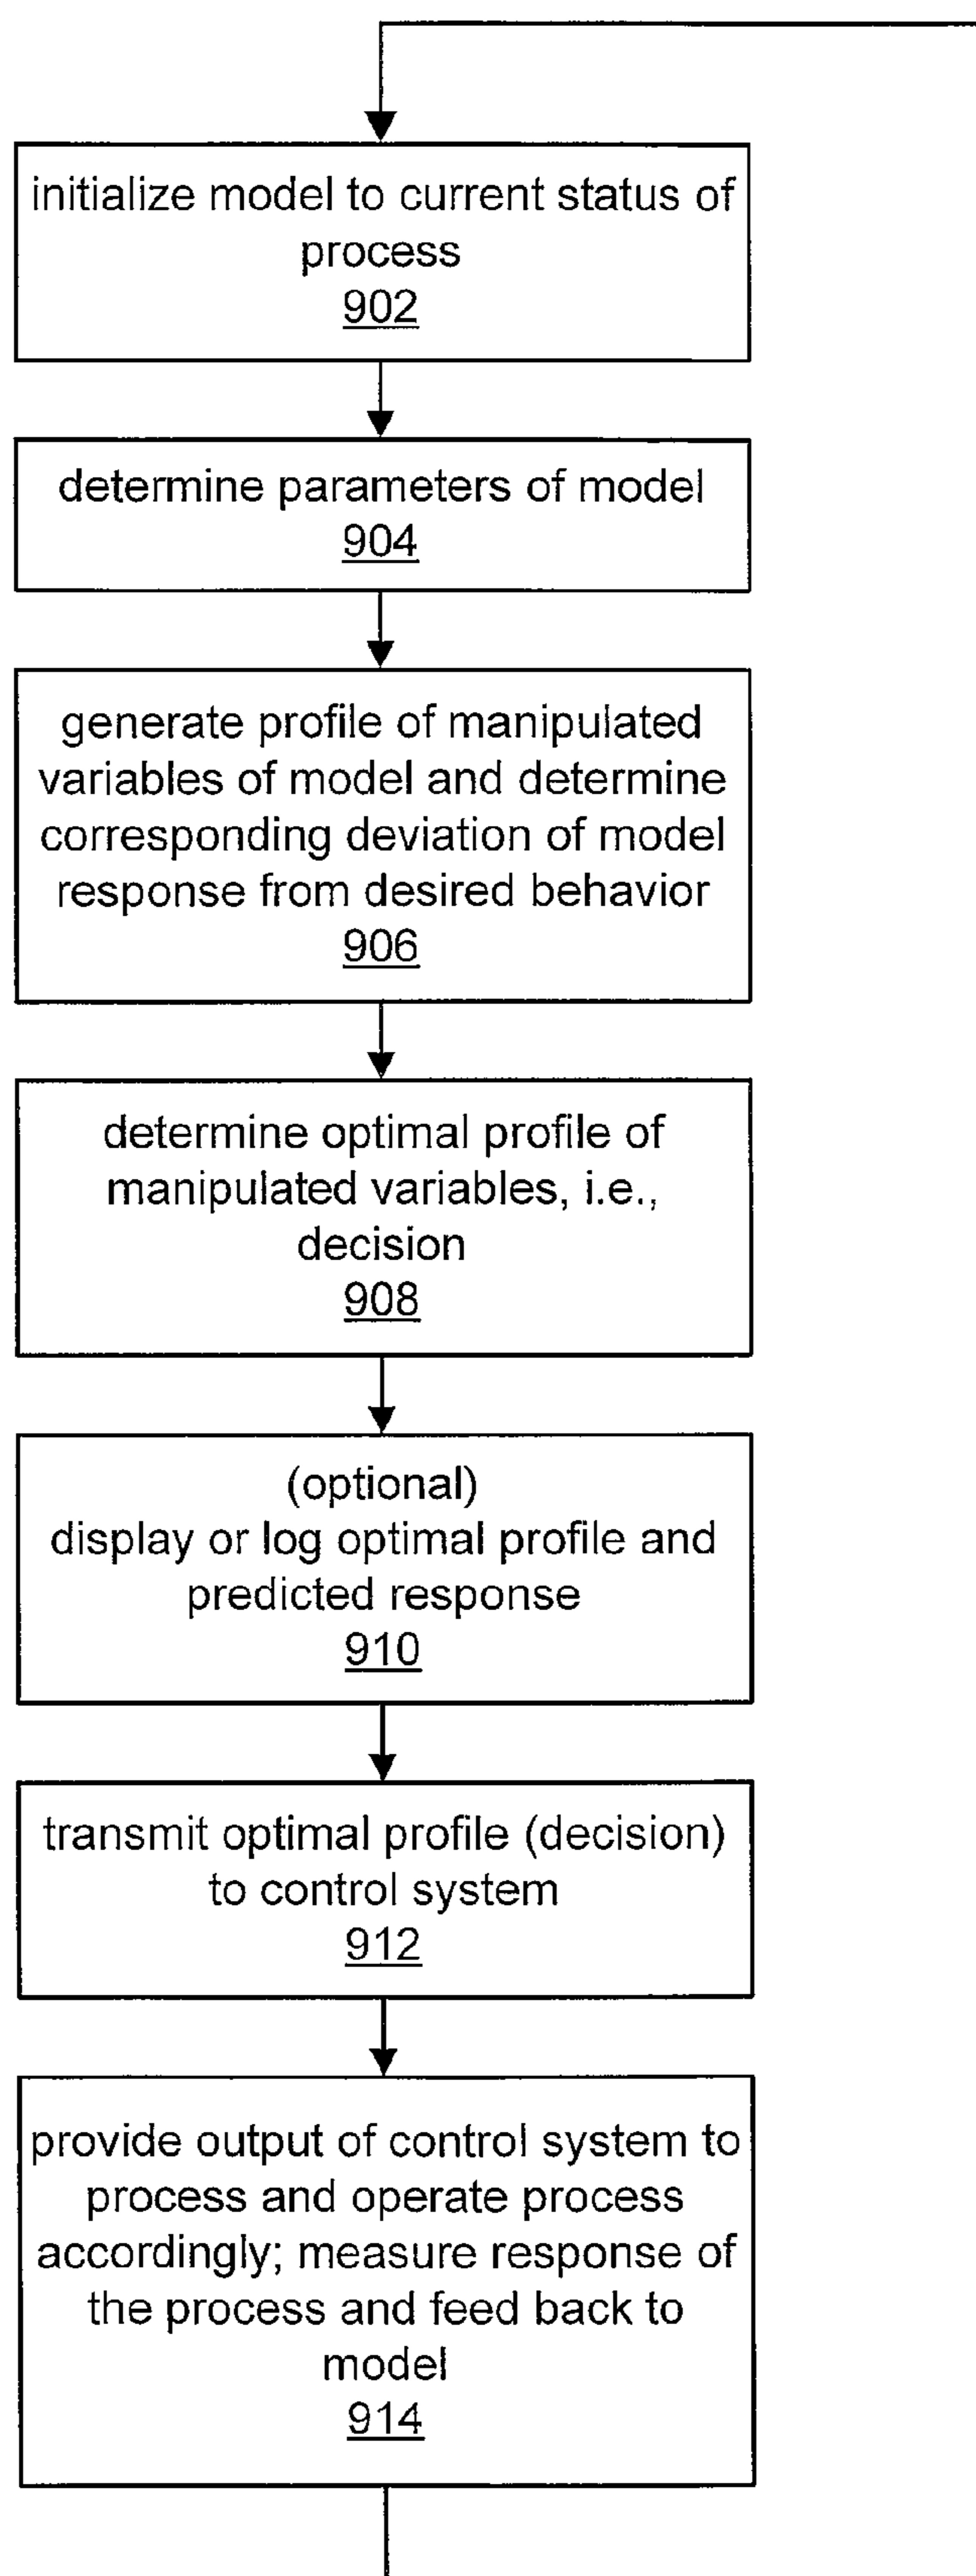 initialize model to current status of
process
902
determine parameters of model
904
generate profile of manipulated
variables of model and determine
corresponding deviation of model
response from desired behavior
906
determine optimal profile of
manipulated variables, i.e.,
decision
908
(optional)
display or log optimal profile and
predicted response
910
transmit optimal profile (decision)
to control system
912
provide output of control system to
process and operate process
accordingly; measure response of
the process and feed back to
model
914